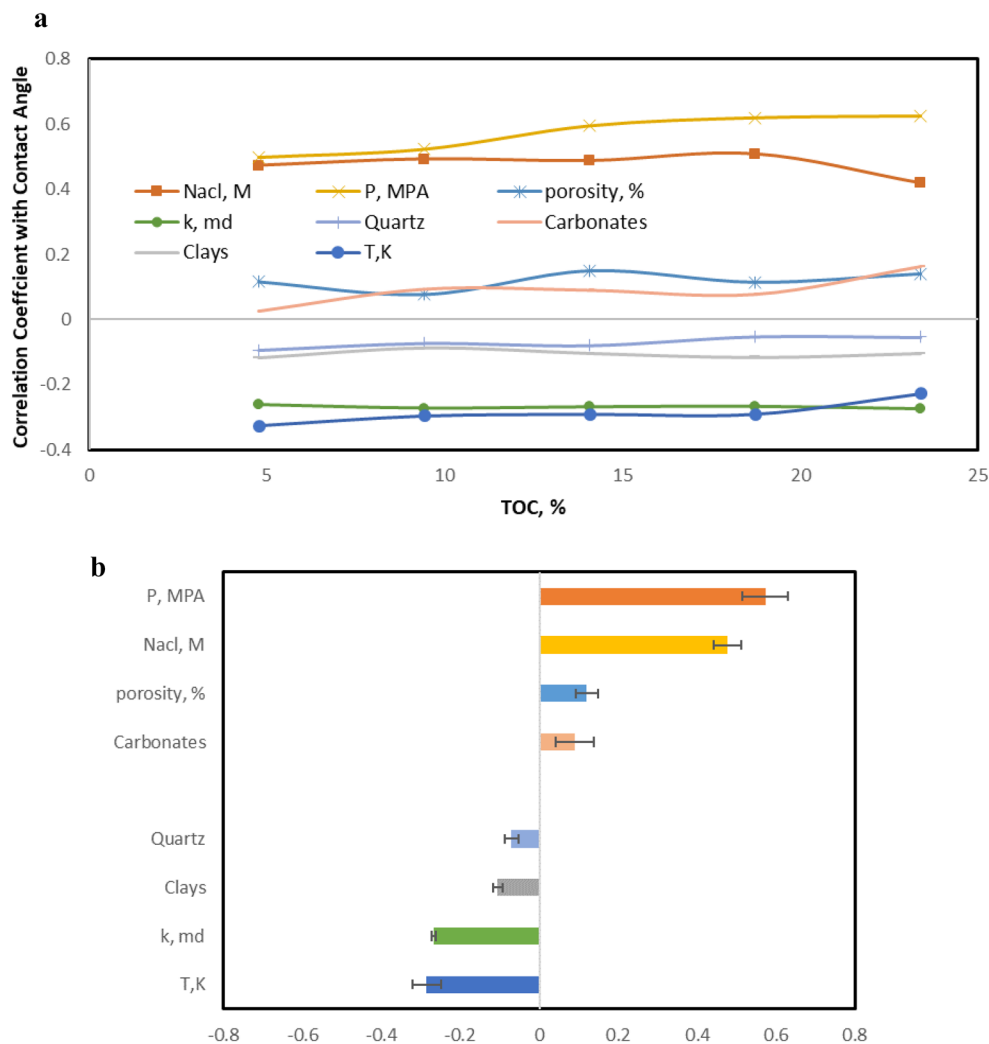 a
Correlation Coeffcient with Contact Angle
0.8
0.6
0.4
0.2
0
-0.2
-0.4
Nacl, M P, MPA porosity, %
k, md Quartz Carbonates
Clays T,K
0 5 10 15 20 25
TOC, %
b
P, MPA
Nacl, M
porosity, %
Carbonates
Quartz
Clays
k, md
T,K
-0.8 -0.6 -0.4 -0.2 0 0.2 0.4 0.6 0.8